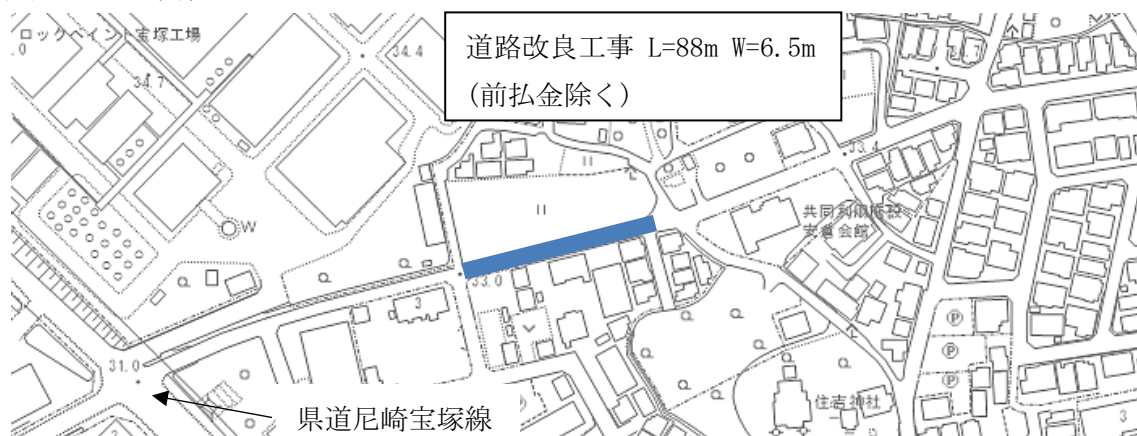 ロックペイント宝塚工場
.0
34.4
34.7
道路改良工事 L=88m W=6.5m
(前払金除く)
33.4
W
共同利用施設
安倉会館
33.0
3
31.0
P
P
P
県道尼崎宝塚線
住吉神社
3
3